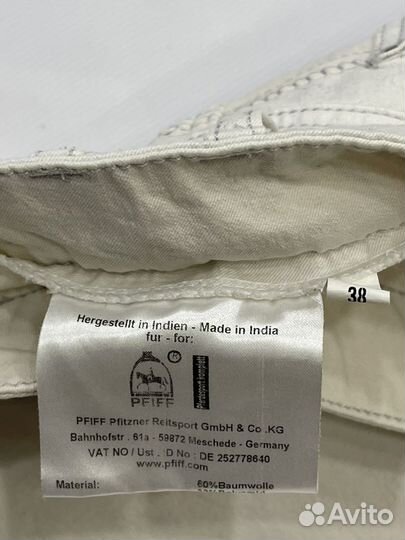 38
Hergestellt in Indien - Made in India
fur - for:
PFIFF
PFIFF Pfitzner Reitsport GmbH & Co .KG
Bahnhofstr . 61a - 59872 Meschede - Germany
VAT NO / Ust . ID No : DE 252778640
www.pfiff.com
Material: 60%Baumwolle
Avito